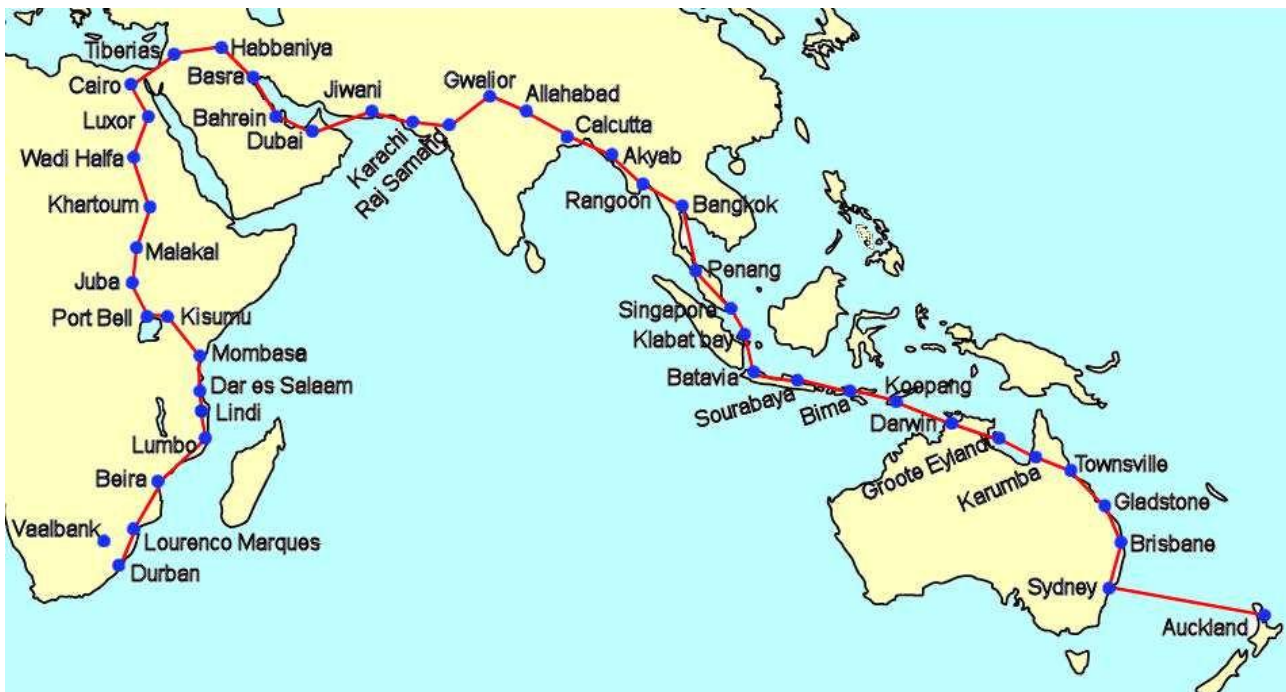 Tiberias
Habbaniya
Cairo
Basra
Jiwani
Gwalior
Allahabad
Luxor
Bahrein
Dubai
Karachi
Raj Samand
Calcutta
Wadi Halfa
Akyab
Khartoum
Rangoon
Bangkok
Malakal
Juba
Penang
Port Bell
Kisumu
Singapore
Klabat bay
Mombasa
Batavia
Dar es Salaam
Sourabaya
Bima
Koepang
Lindi
Darwin
Lumbo
Groote Eyland
Karumba
Townsville
Beira
Gladstone
Vaalbank
Lourenco Marques
Brisbane
Durban
Sydney
Auckland